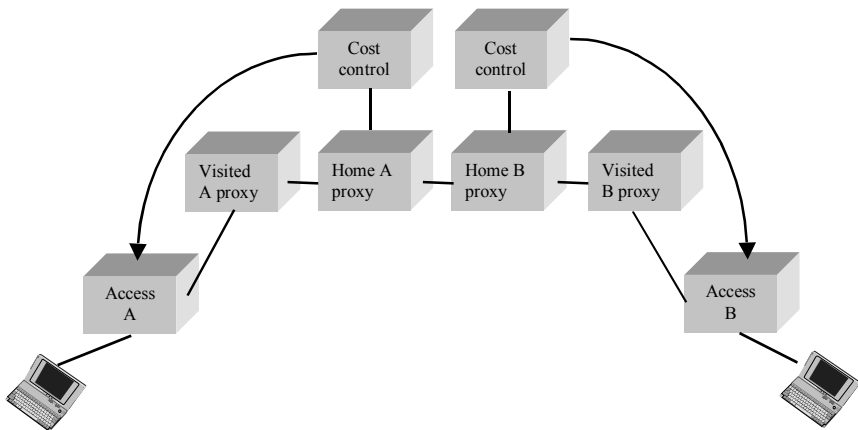 Cost
control
Cost
control
Visited
A proxy
Home A
proxy
Home B
proxy
Visited
B proxy
Access
A
Access
B